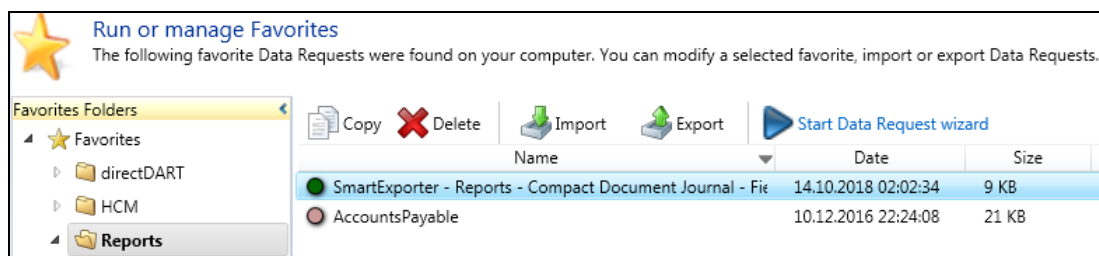 Run or manage Favorites
The following favorite Data Requests were found on your computer. You can modify a selected favorite, import or export Data Requests.
Favorites Folders
Copy Delete Import Export Start Data Request wizard
Favorites
Name Date Size
directDART
SmartExporter - Reports - Compact Document Journal - Fie 14.10.2018 02:02:34 9 KB
HCM
AccountsPayable 10.12.2016 22:24:08 21 KB
Reports